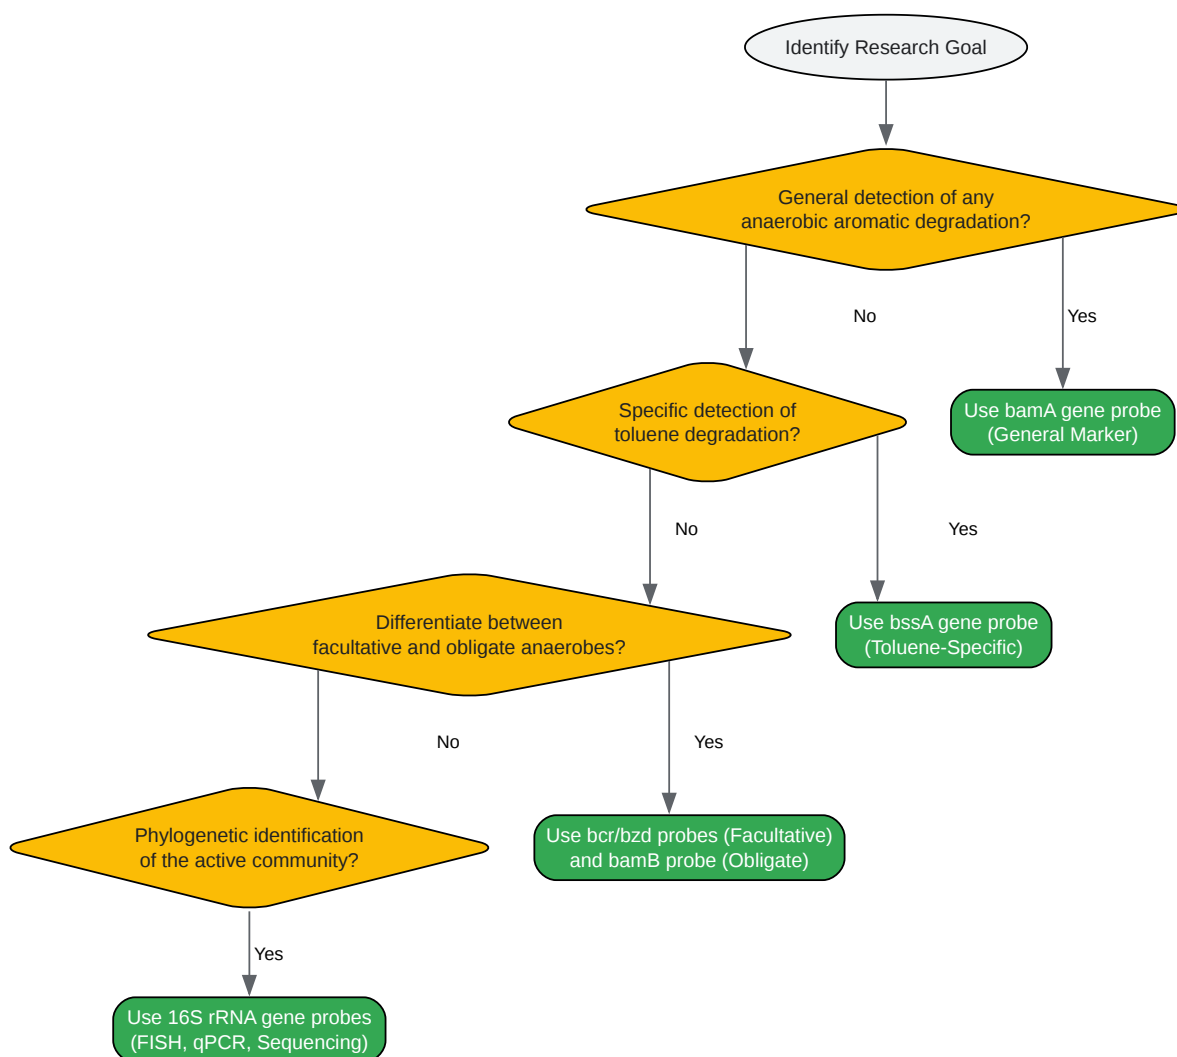 Identify Research Goal
General detection of any
anaerobic aromatic degradation?
No
Yes
Specific detection of
toluene degradation?
Use bamA gene probe
(General Marker)
No
Yes
Differentiate between
facultative and obligate anaerobes?
Use bssA gene probe
(Toluene-Specific)
No
Yes
Phylogenetic identification
of the active community?
Use bcr/bzd probes (Facultative)
and bamB probe (Obligate)
Yes
Use 16S rRNA gene probes
(FISH, qPCR, Sequencing)